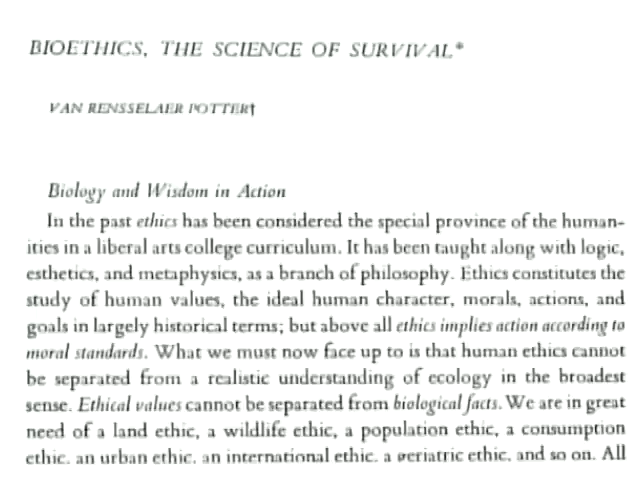 BIOETHICS, THE SCIENCE OF SURVIVAL*
VAN RENSSELAER POTTER†
Biology and Wisdom in Action
In the past ethics has been considered the special province of the human-
ities in a liberal arts college curriculum. It has been taught along with logic,
esthetics, and metaphysics, as a branch of philosophy. Ethics constitutes the
study of human values, the ideal human character, morals, actions, and
goals in largely historical terms; but above all ethics implies action according to
moral standards. What we must now face up to is that human ethics cannot
be separated from a realistic understanding of ecology in the broadest
sense. Ethical values cannot be separated from biological facts. We are in great
need of a land ethic, a wildlife ethic, a population ethic, a consumption
ethic, an urban ethic, an international ethic, a geriatric ethic, and so on. All